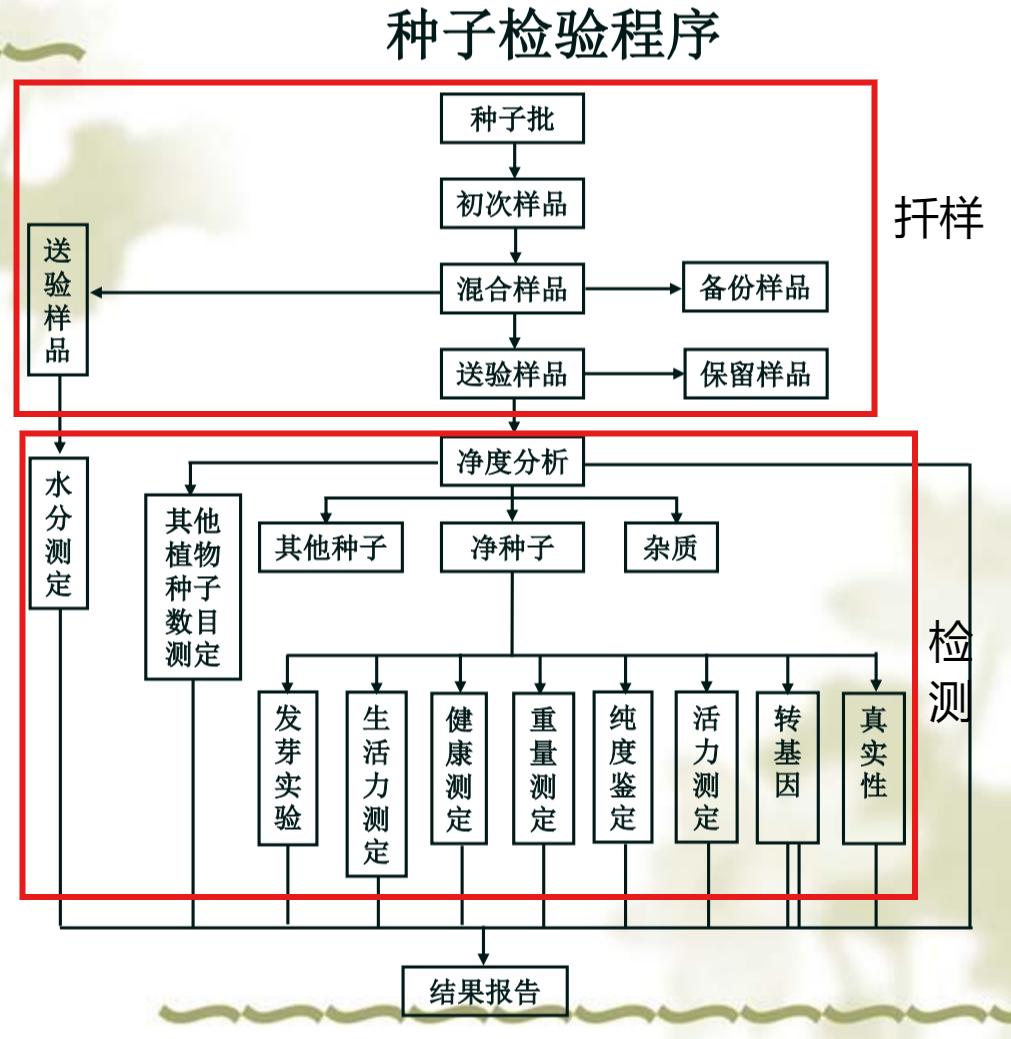 种子检验程序
种子批
初次样品
扦样
送验样品
混合样品
备份样品
送验样品
保留样品
净度分析
水分测定
其他
植物
种子
数目
测定
其他种子
净种子
杂质
检测
发芽实验
生活力测定
健康测定
重量测定
纯度鉴定
活力测定
转基因
真实性
结果报告